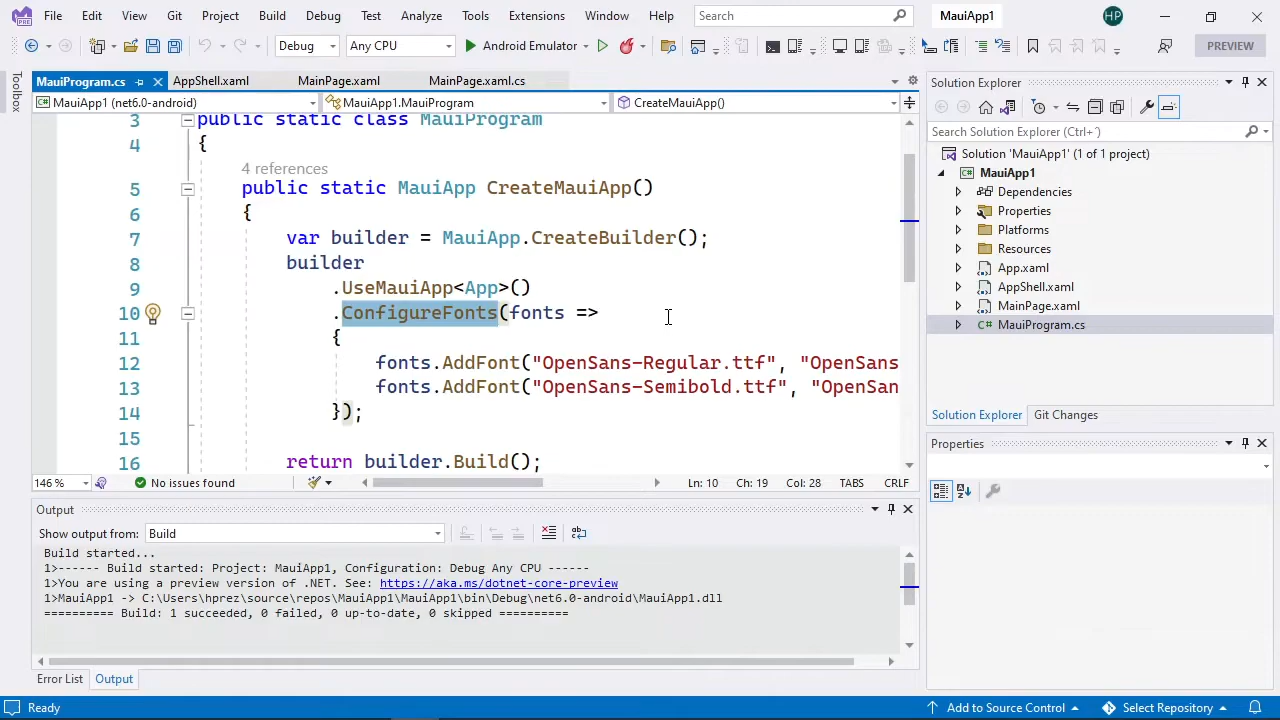 File Edit View Git Project Build Debug Test Analyze Tools Extensions Window Help Search MauiApp1 HP
PRE
Debug Any CPU Android Emulator PREVIEW
Toolbox
MauiProgram.cs AppShell.xaml MainPage.xaml MainPage.xaml.cs
MauiApp1 (net6.0-android) MauiApp1.MauiProgram CreateMauiApp()
3 public static class MauiProgram
4 {
4 references
5 public static MauiApp CreateMauiApp()
6 {
7 var builder = MauiApp.CreateBuilder();
8 builder
9 .UseMauiApp<App>()
10 .ConfigureFonts(fonts =>
11 {
12 fonts.AddFont("OpenSans-Regular.ttf", "OpenSans
13 fonts.AddFont("OpenSans-Semibold.ttf", "OpenSan
14 });
15
16 return builder.Build();
146 % No issues found Ln: 10 Ch: 19 Col: 28 TABS CRLF
Output
Show output from: Build
Build started...
1>------ Build started: Project: MauiApp1, Configuration: Debug Any CPU ------
1>You are using a preview version of .NET. See: https://aka.ms/dotnet-core-preview
1>MauiApp1 -> C:\Users\hprez\source\repos\MauiApp1\MauiApp1\bin\Debug\net6.0-android\MauiApp1.dll
========== Build: 1 succeeded, 0 failed, 0 up-to-date, 0 skipped ==========
Error List Output
Solution Explorer
Search Solution Explorer (Ctrl+´)
Solution 'MauiApp1' (1 of 1 project)
MauiApp1
Dependencies
Properties
Platforms
Resources
App.xaml
AppShell.xaml
MainPage.xaml
C# MauiProgram.cs
Solution Explorer Git Changes
Properties
Ready Add to Source Control Select Repository